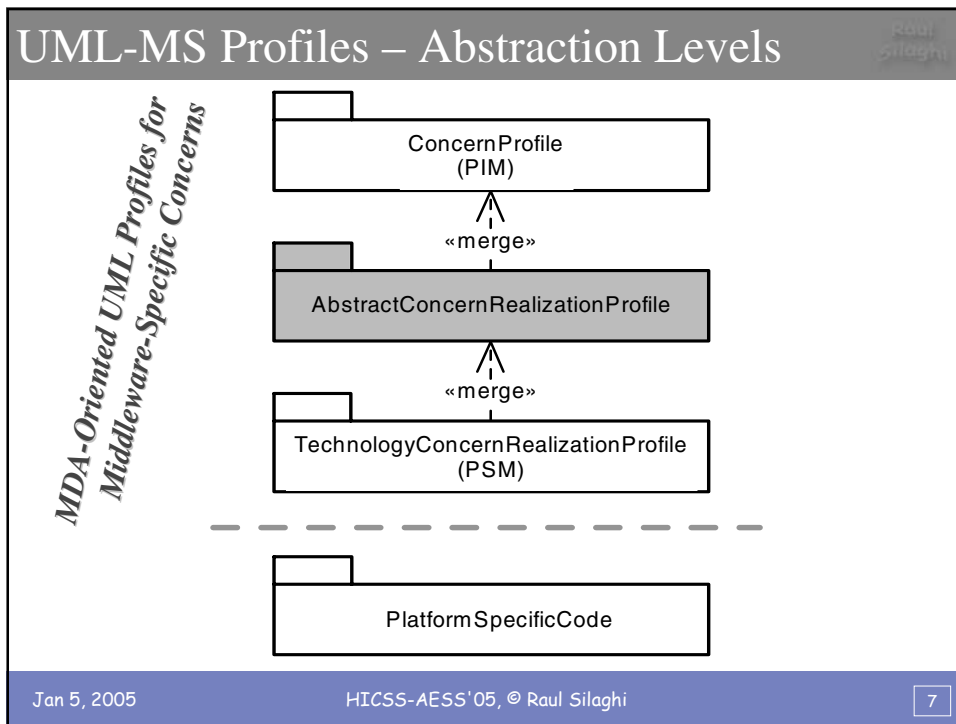 UML-MS Profiles – Abstraction Levels
Raul
Silaghi
MDA-Oriented UML Profiles for
Middleware-Specific Concerns
ConcernProfile
(PIM)
«merge»
AbstractConcernRealizationProfile
«merge»
TechnologyConcernRealizationProfile
(PSM)
PlatformSpecificCode
Jan 5, 2005
HICSS-AESS'05, © Raul Silaghi
7